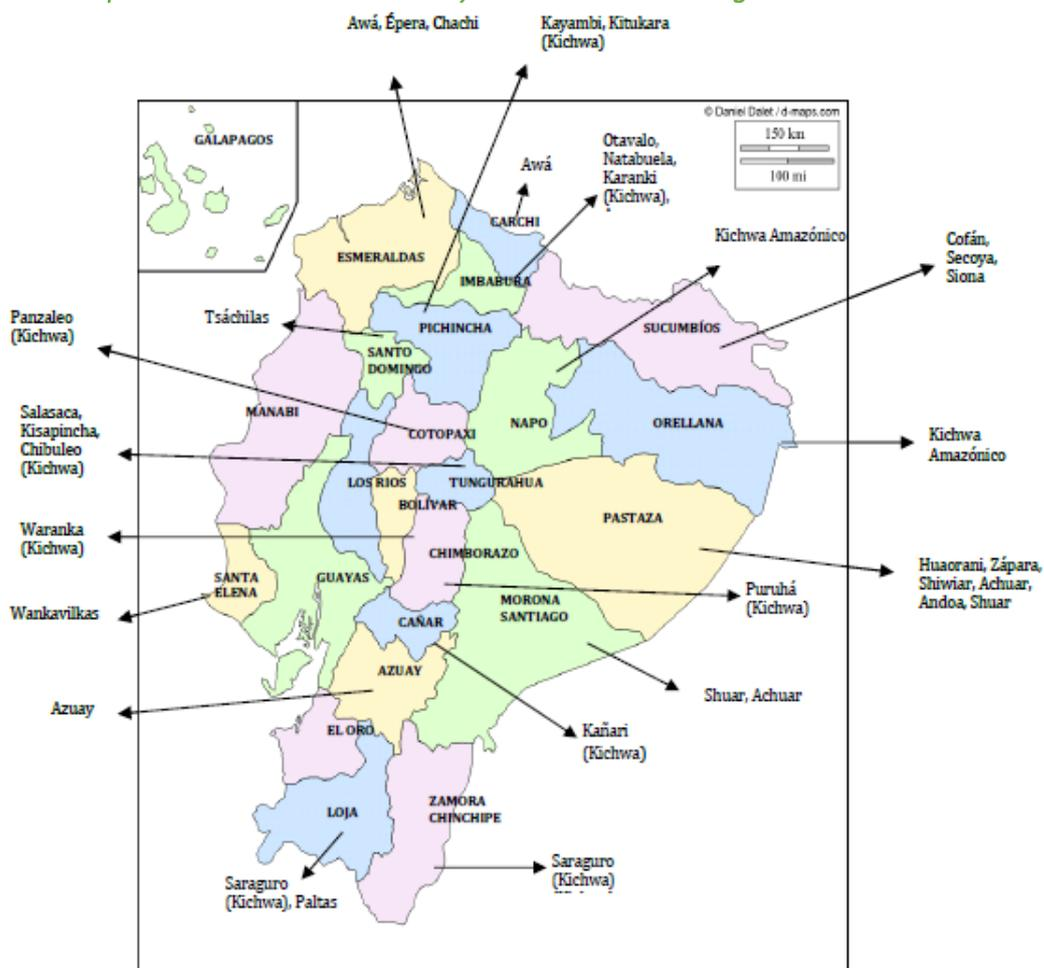 Awá, Épera, Chachi
Kayambi, Kitukara
(Kichwa)
© Daniel Dalet / d-maps.com
150 km
100 mi
GALAPAGOS
Otavalo,
Natabuela,
Karanki
(Kichwa),
Awá
CARCHI
Kichwa Amazónico
Cofán,
Secoya,
Siona
ESMERALDAS
IMBABURA
Panzaleo
(Kichwa)
Tsáchilas
PICHINCHA
SUCUMBÍOS
SANTO
DOMINGO
Salasaca,
Kisapincha,
Chibuleo
(Kichwa)
MANABI
COTOPAXI
NAPO
ORELLANA
Kichwa
Amazónico
LOS RIOS
TUNGURAHUA
BOLÍVAR
PASTAZA
Waranka
(Kichwa)
CHIMBORAZO
Huaorani, Zápara,
Shiwiar, Achuar,
Andoa, Shuar
SANTA
ELENA
GUAYAS
MORONA
SANTIAGO
Puruhá
(Kichwa)
Wankavilkas
CAÑAR
AZUAY
Shuar, Achuar
Azuay
EL ORO
Kañari
(Kichwa)
LOJA
ZAMORA
CHINCHIPE
Saraguro
(Kichwa), Paltas
Saraguro
(Kichwa)